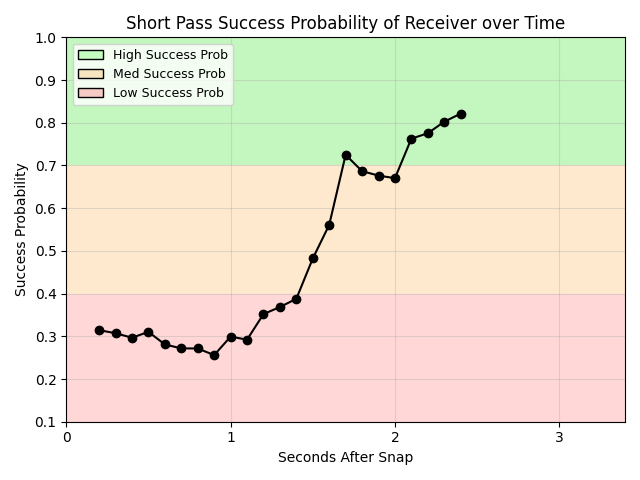 Short Pass Success Probability of Receiver over Time
High Success Prob
Med Success Prob
Low Success Prob
Success Probability
1.0
0.9
0.8
0.7
0.6
0.5
0.4
0.3
0.2
0.1
0 1 2 3
Seconds After Snap